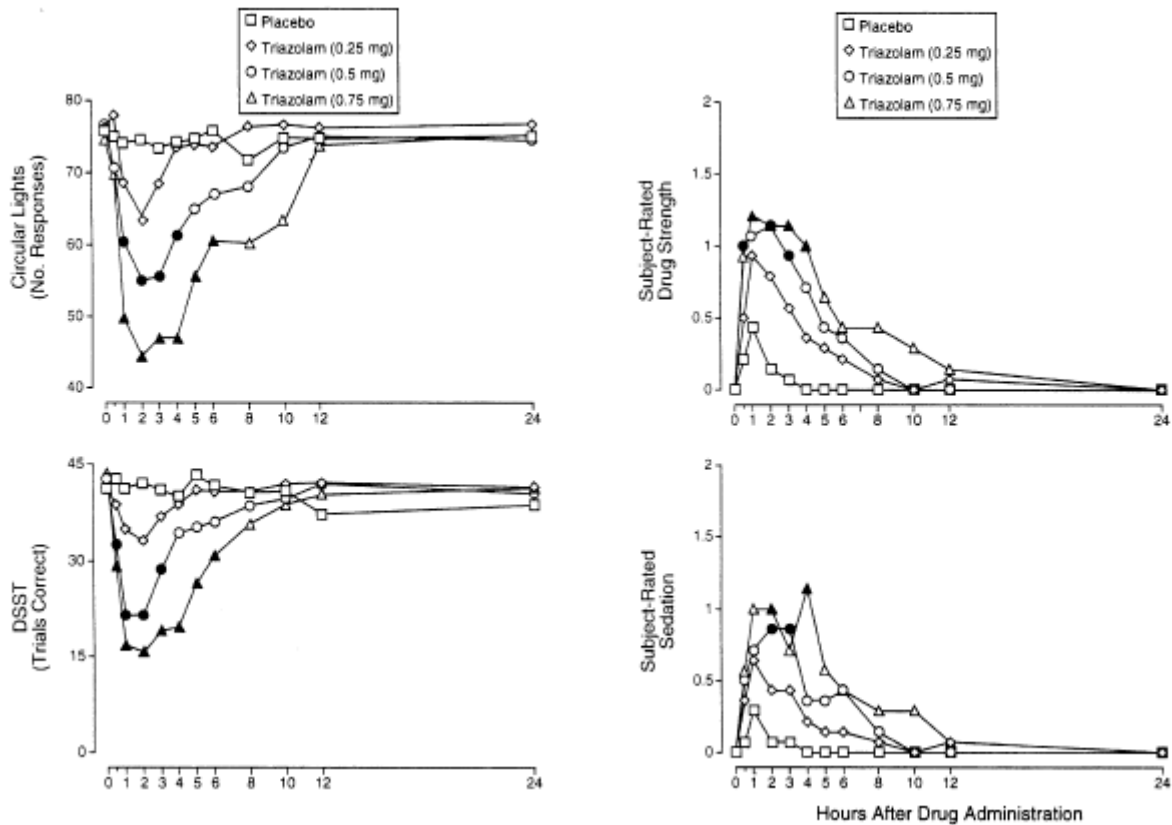 Placebo
Triazolam (0.25 mg)
Triazolam (0.5 mg)
Triazolam (0.75 mg)
Circular Lights
(No. Responses)
80
70
60
50
40
0 1 2 3 4 5 6 8 10 12 24
DSST
(Trials Correct)
45
30
15
0
0 1 2 3 4 5 6 8 10 12 24
Placebo
Triazolam (0.25 mg)
Triazolam (0.5 mg)
Triazolam (0.75 mg)
Subject-Rated
Drug Strength
2
1.5
1
0.5
0
0 1 2 3 4 5 6 8 10 12 24
Subject-Rated
Sedation
2
1.5
1
0.5
0
0 1 2 3 4 5 6 8 10 12 24
Hours After Drug Administration